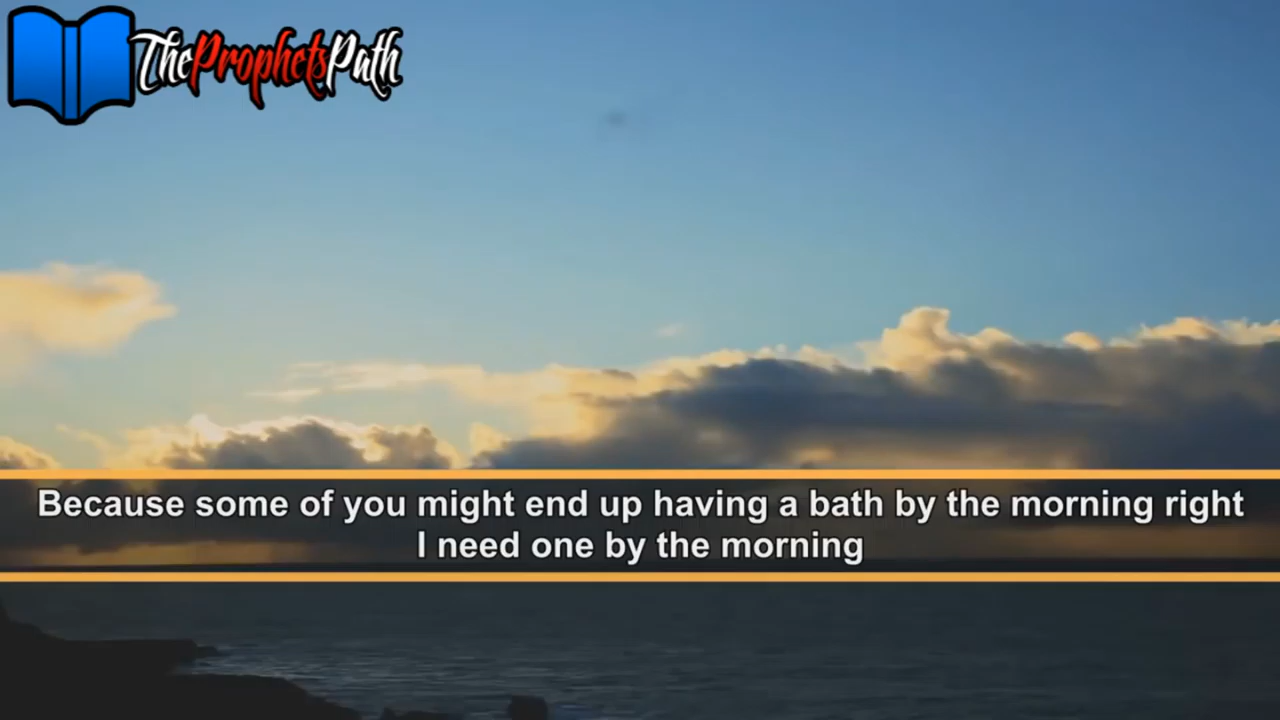 TheProphetsPath
Because some of you might end up having a bath by the morning right
I need one by the morning